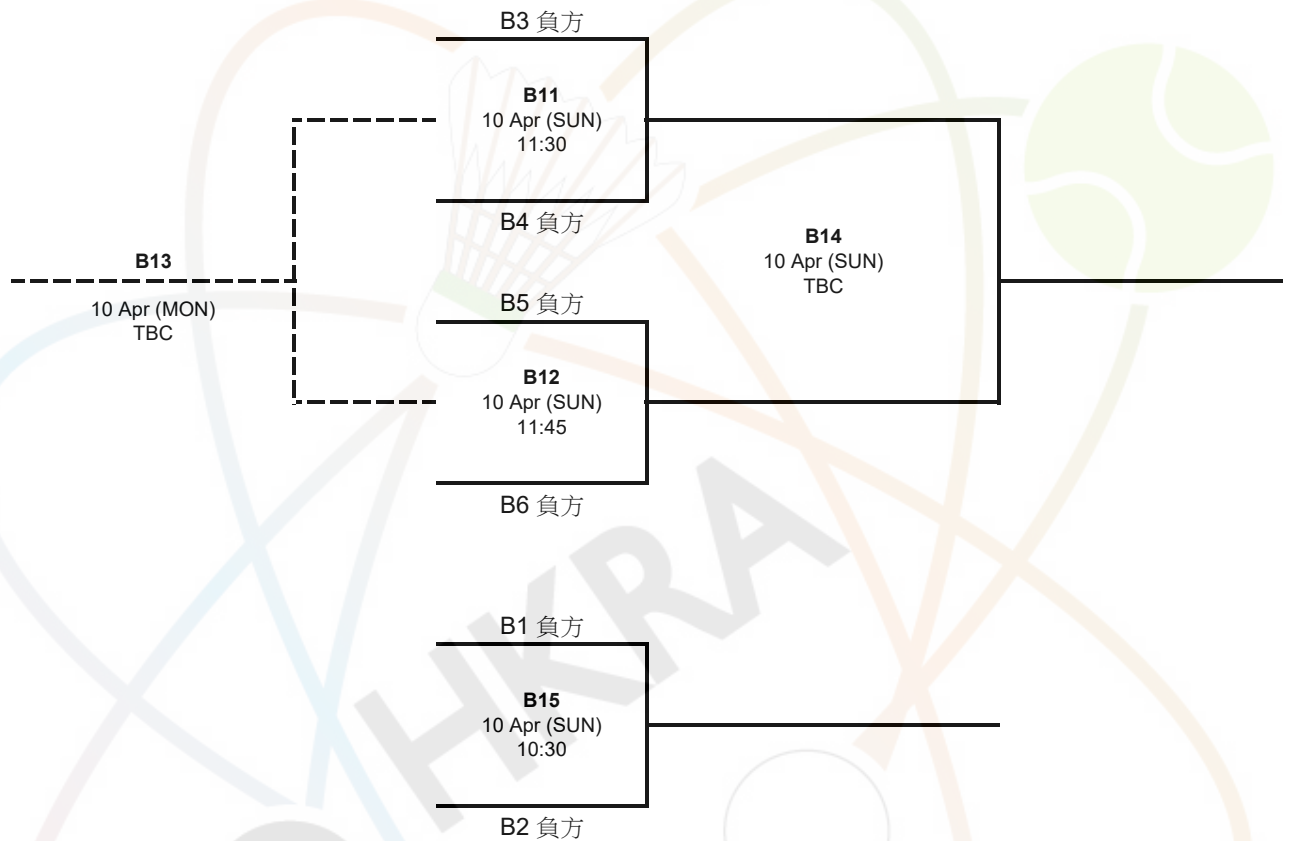 B3 負方
B11
10 Apr (SUN)
11:30
B4 負方
B13
10 Apr (MON)
TBC
B14
10 Apr (SUN)
TBC
B5 負方
B12
10 Apr (SUN)
11:45
B6 負方
HKRA
B1 負方
B15
10 Apr (SUN)
10:30
B2 負方